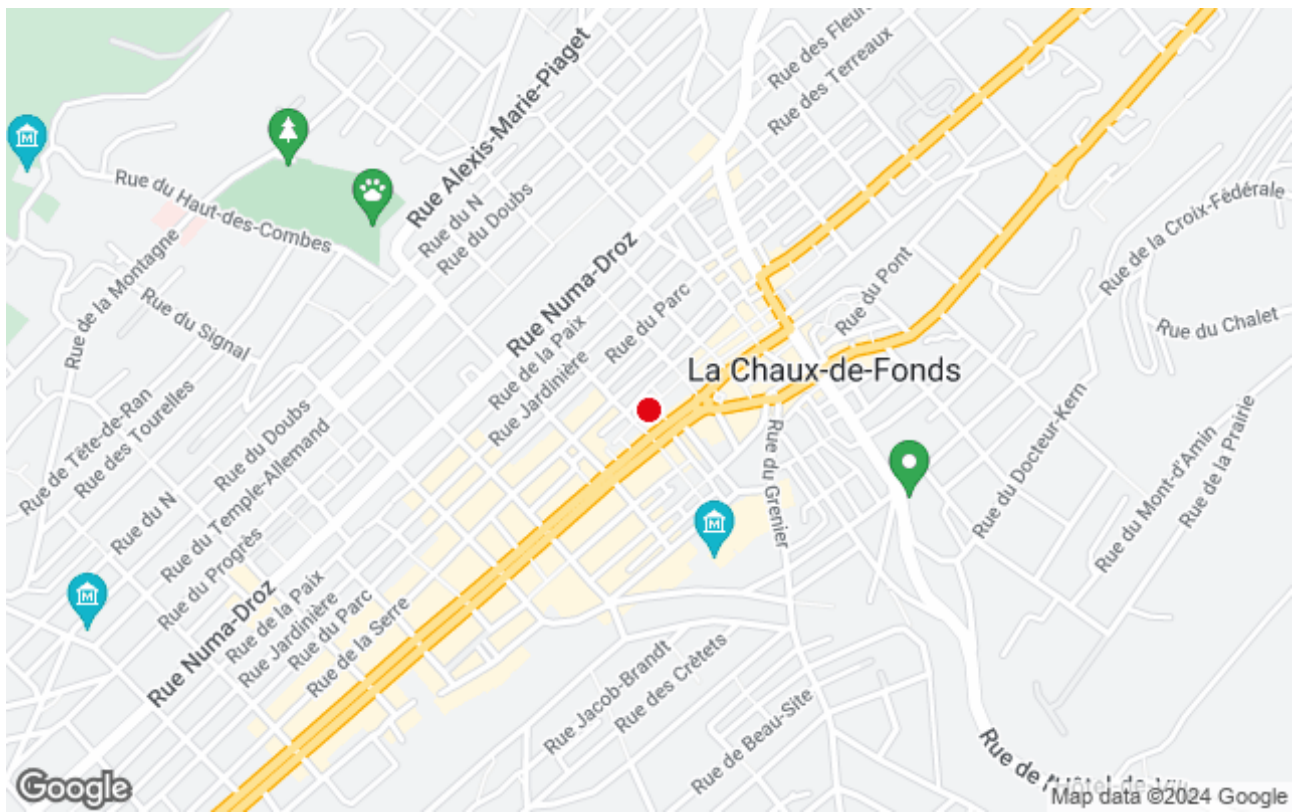 Rue des Fleurs
Rue des Terreaux
Rue Alexis-Marie-Piaget
Rue du Haut-des-Combes
Rue du N
Rue du Doubs
Rue de la Croix-Fédérale
Rue Numa-Droz
Rue du Pont
Rue de la Montagne
Rue du Parc
Rue du Signal
Rue de la Paix
Rue du Chalet
Rue Jardinière
La Chaux-de-Fonds
Rue de Tête-de-Ran
Rue des Tourelles
Rue du Doubs
Rue du Temple-Allemand
Rue du Docteur-Kern
Rue du Grenier
Rue du Mont-d'Amin
Rue de la Prairie
Rue du N
Rue du Progrès
Rue Numa-Droz
Rue de la Paix
Rue Jardinière
Rue du Parc
Rue de la Serre
Rue Jacob-Brandt
Rue des Crêtets
Rue de Beau-Site
Rue de l'Hôtel-de-Vil
Google
Map data ©2024 Google